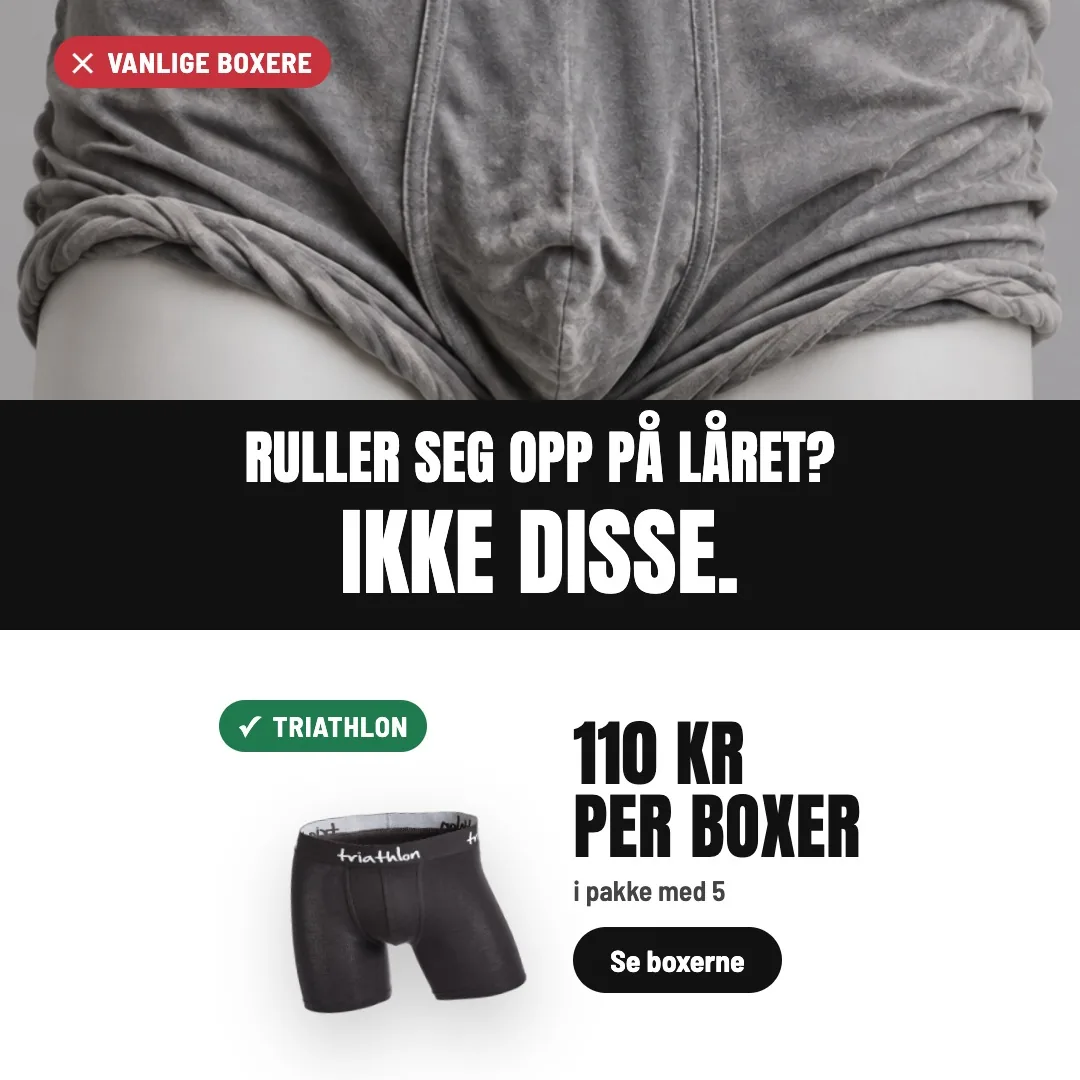 VANLIGE BOXERE
RULLER SEG OPP PÅ LÅRET?
IKKE DISSE.
✓ TRIATHLON
triathlon
110 KR
PER BOXER
i pakke med 5
Se boxerne